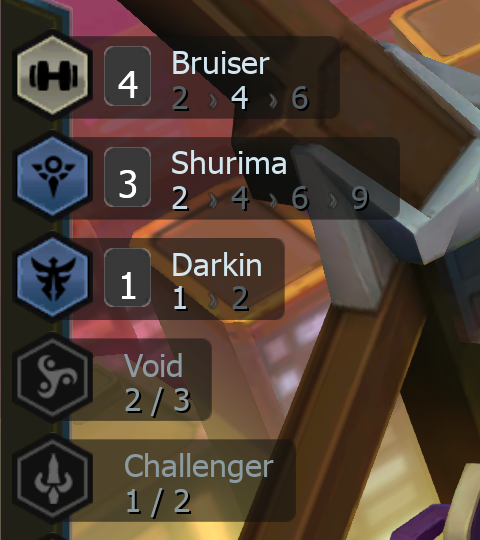 4
Bruiser
2 › 4 › 6
3
Shurima
2 › 4 › 6 › 9
1
Darkin
1 › 2
Void
2 / 3
Challenger
1 / 2